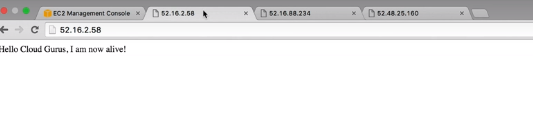 EC2 Management Console
52.16.2.58
52.16.88.234
52.48.25.160
52.16.2.58
Hello Cloud Gurus, I am now alive!